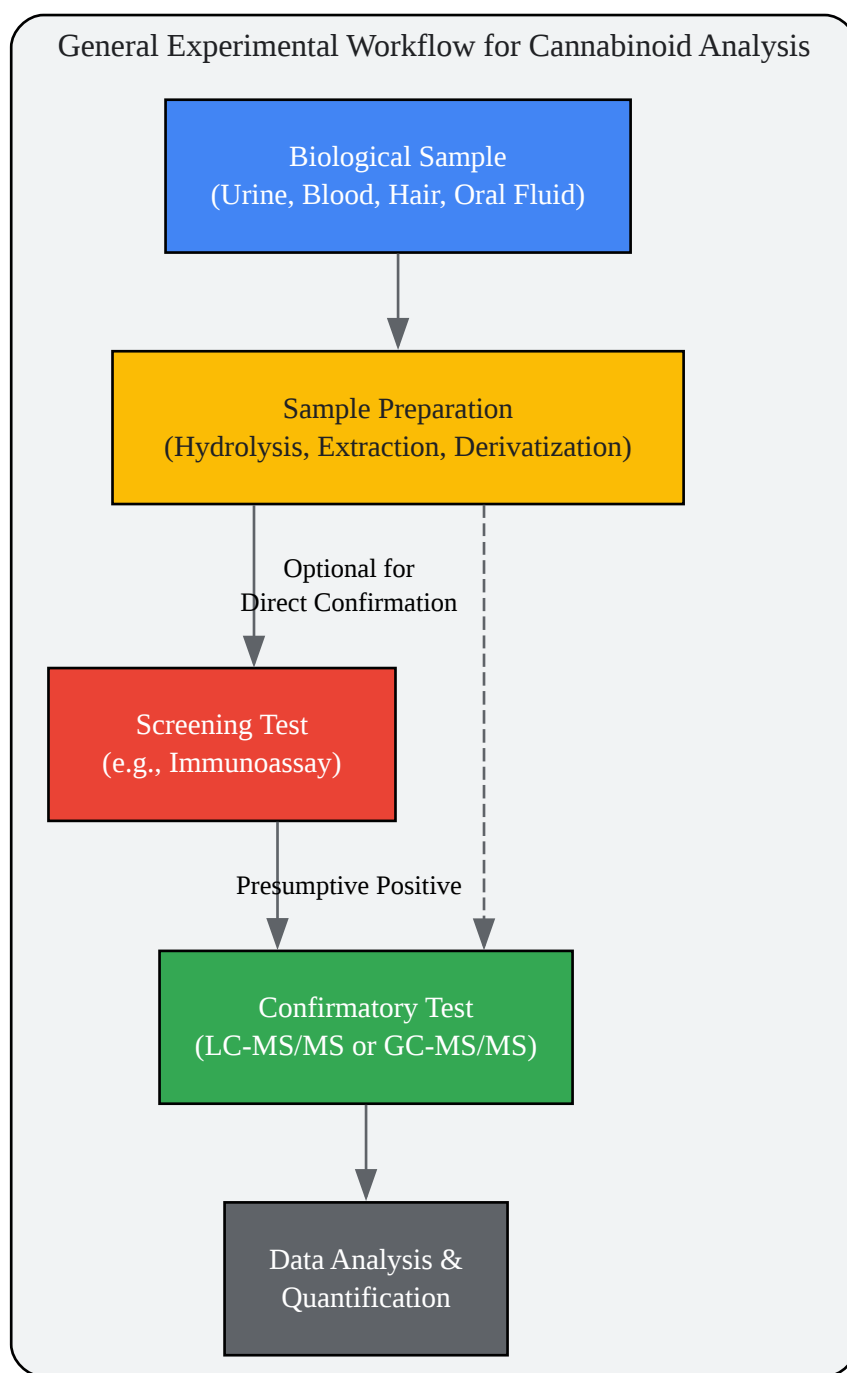 General Experimental Workflow for Cannabinoid Analysis
Biological Sample
(Urine, Blood, Hair, Oral Fluid)
Sample Preparation
(Hydrolysis, Extraction, Derivatization)
Optional for
Direct Confirmation
Screening Test
(e.g., Immunoassay)
Presumptive Positive
Confirmatory Test
(LC-MS/MS or GC-MS/MS)
Data Analysis &
Quantification